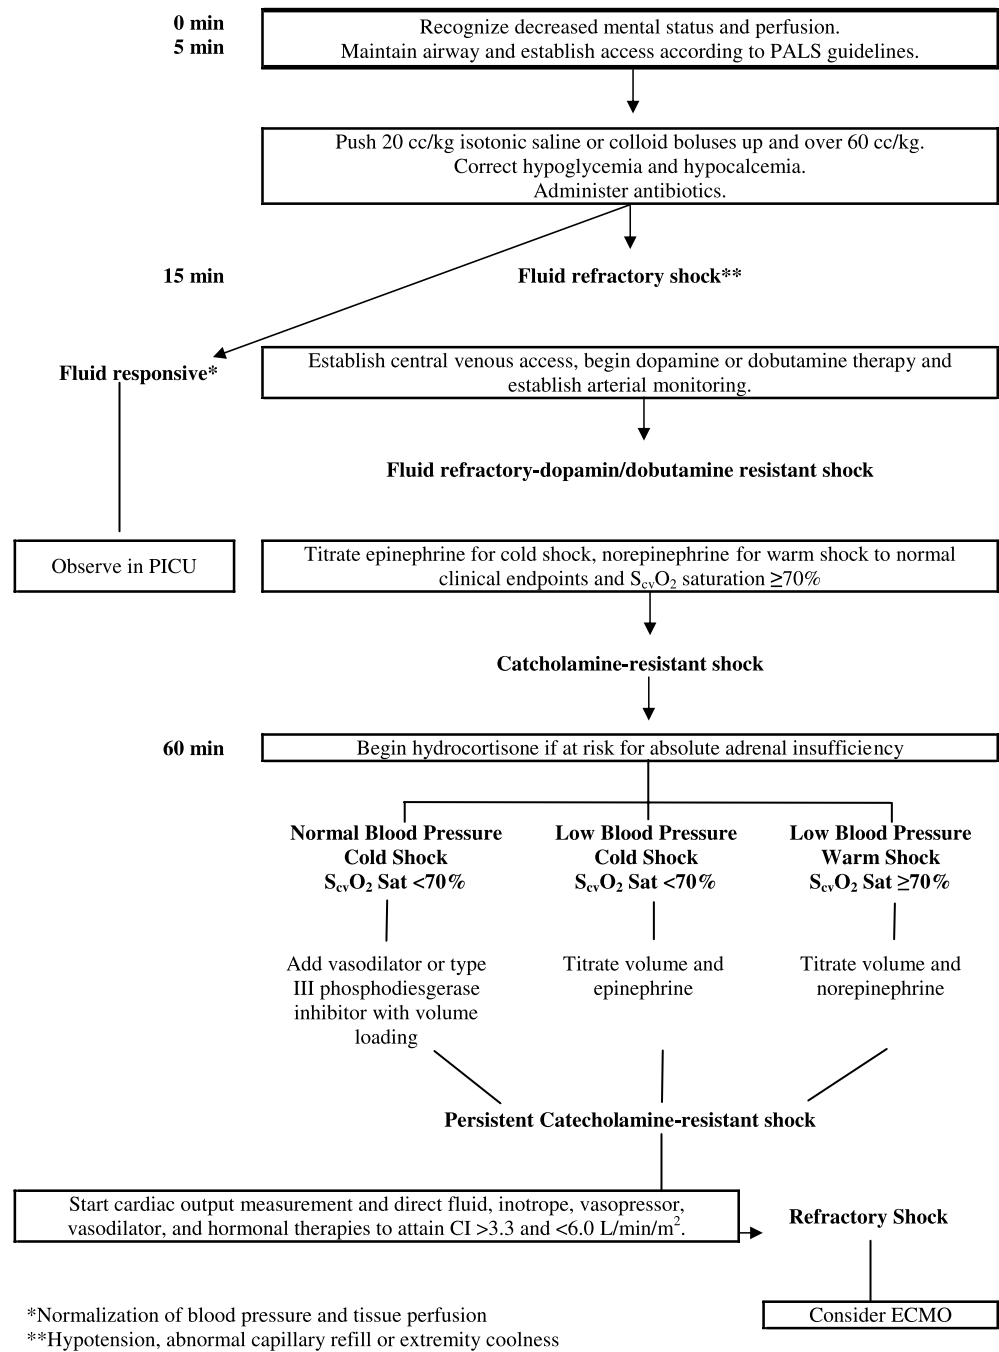 0 min
5 min
Recognize decreased mental status and perfusion.
Maintain airway and establish access according to PALS guidelines.
Push 20 cc/kg isotonic saline or colloid boluses up and over 60 cc/kg.
Correct hypoglycemia and hypocalcemia.
Administer antibiotics.
15 min
Fluid refractory shock**
Fluid responsive*
Establish central venous access, begin dopamine or dobutamine therapy and
establish arterial monitoring.
Fluid refractory-dopamin/dobutamine resistant shock
Observe in PICU
Titrate epinephrine for cold shock, norepinephrine for warm shock to normal
clinical endpoints and ScvO2 saturation ≥70%
Catcholamine-resistant shock
60 min
Begin hydrocortisone if at risk for absolute adrenal insufficiency
Normal Blood Pressure
Cold Shock
ScvO2 Sat <70%
Low Blood Pressure
Cold Shock
ScvO2 Sat <70%
Low Blood Pressure
Warm Shock
ScvO2 Sat ≥70%
Add vasodilator or type
III phosphodiesgerase
inhibitor with volume
loading
Titrate volume and
epinephrine
Titrate volume and
norepinephrine
Persistent Catecholamine-resistant shock
Start cardiac output measurement and direct fluid, inotrope, vasopressor,
vasodilator, and hormonal therapies to attain CI >3.3 and <6.0 L/min/m².
Refractory Shock
Consider ECMO
*Normalization of blood pressure and tissue perfusion
**Hypotension, abnormal capillary refill or extremity coolness